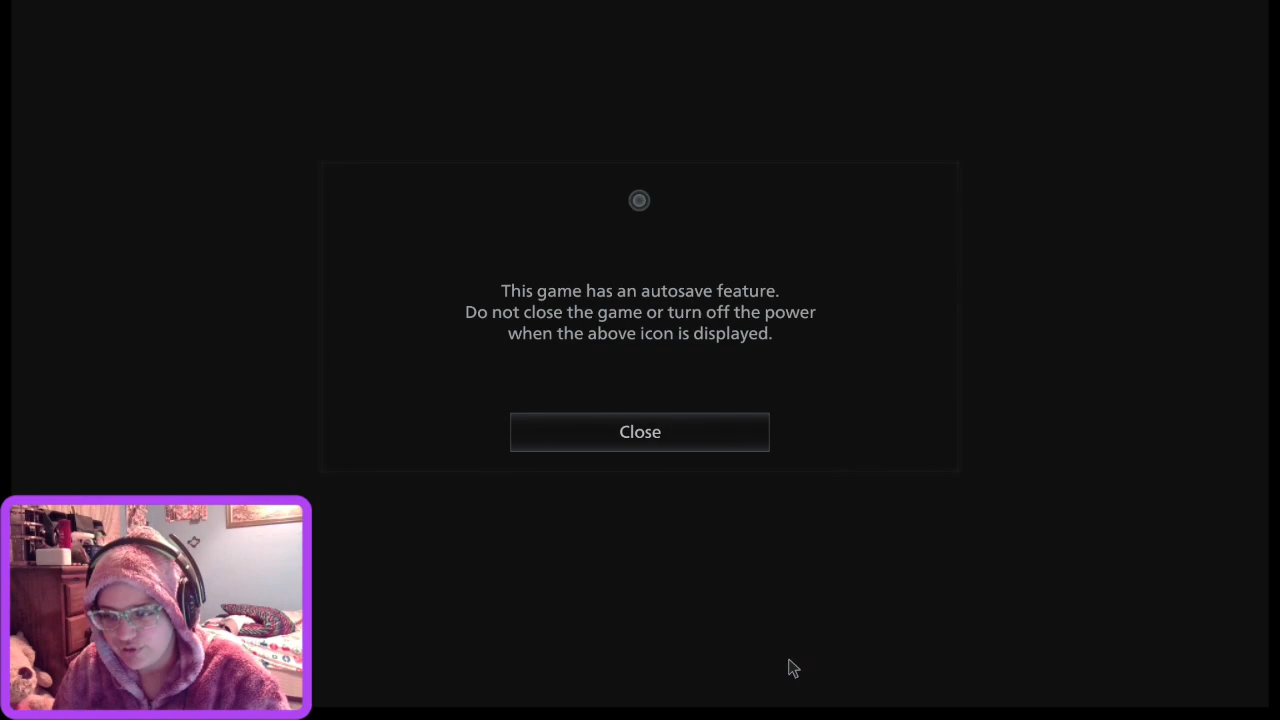 This game has an autosave feature.
Do not close the game or turn off the power
when the above icon is displayed.
Close